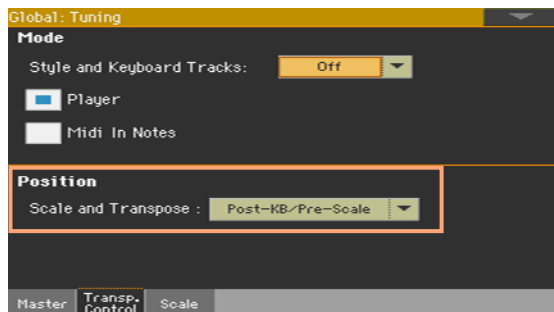 Global: Tuning
Mode
Style and Keyboard Tracks: Off
Player
Midi In Notes
Position
Scale and Transpose : Post-KB/Pre-Scale
Master Transp. Control Scale